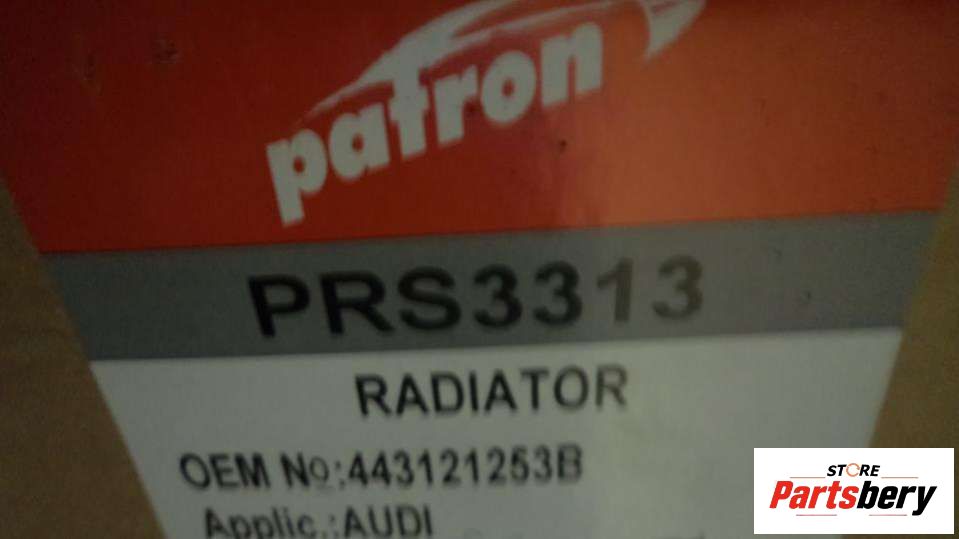 patron
PRS3313
RADIATOR
OEM No:443121253B
Applic.:AUDI
STORE
Partsbery